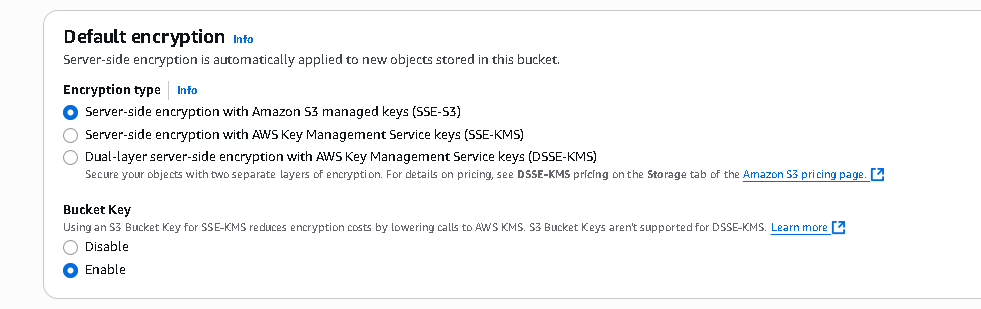 Default encryption Info
Server-side encryption is automatically applied to new objects stored in this bucket.
Encryption type Info
Server-side encryption with Amazon S3 managed keys (SSE-S3)
Server-side encryption with AWS Key Management Service keys (SSE-KMS)
Dual-layer server-side encryption with AWS Key Management Service keys (DSSE-KMS)
Secure your objects with two separate layers of encryption. For details on pricing, see DSSE-KMS pricing on the Storage tab of the Amazon S3 pricing page.
Bucket Key
Using an S3 Bucket Key for SSE-KMS reduces encryption costs by lowering calls to AWS KMS. S3 Bucket Keys aren't supported for DSSE-KMS. Learn more
Disable
Enable